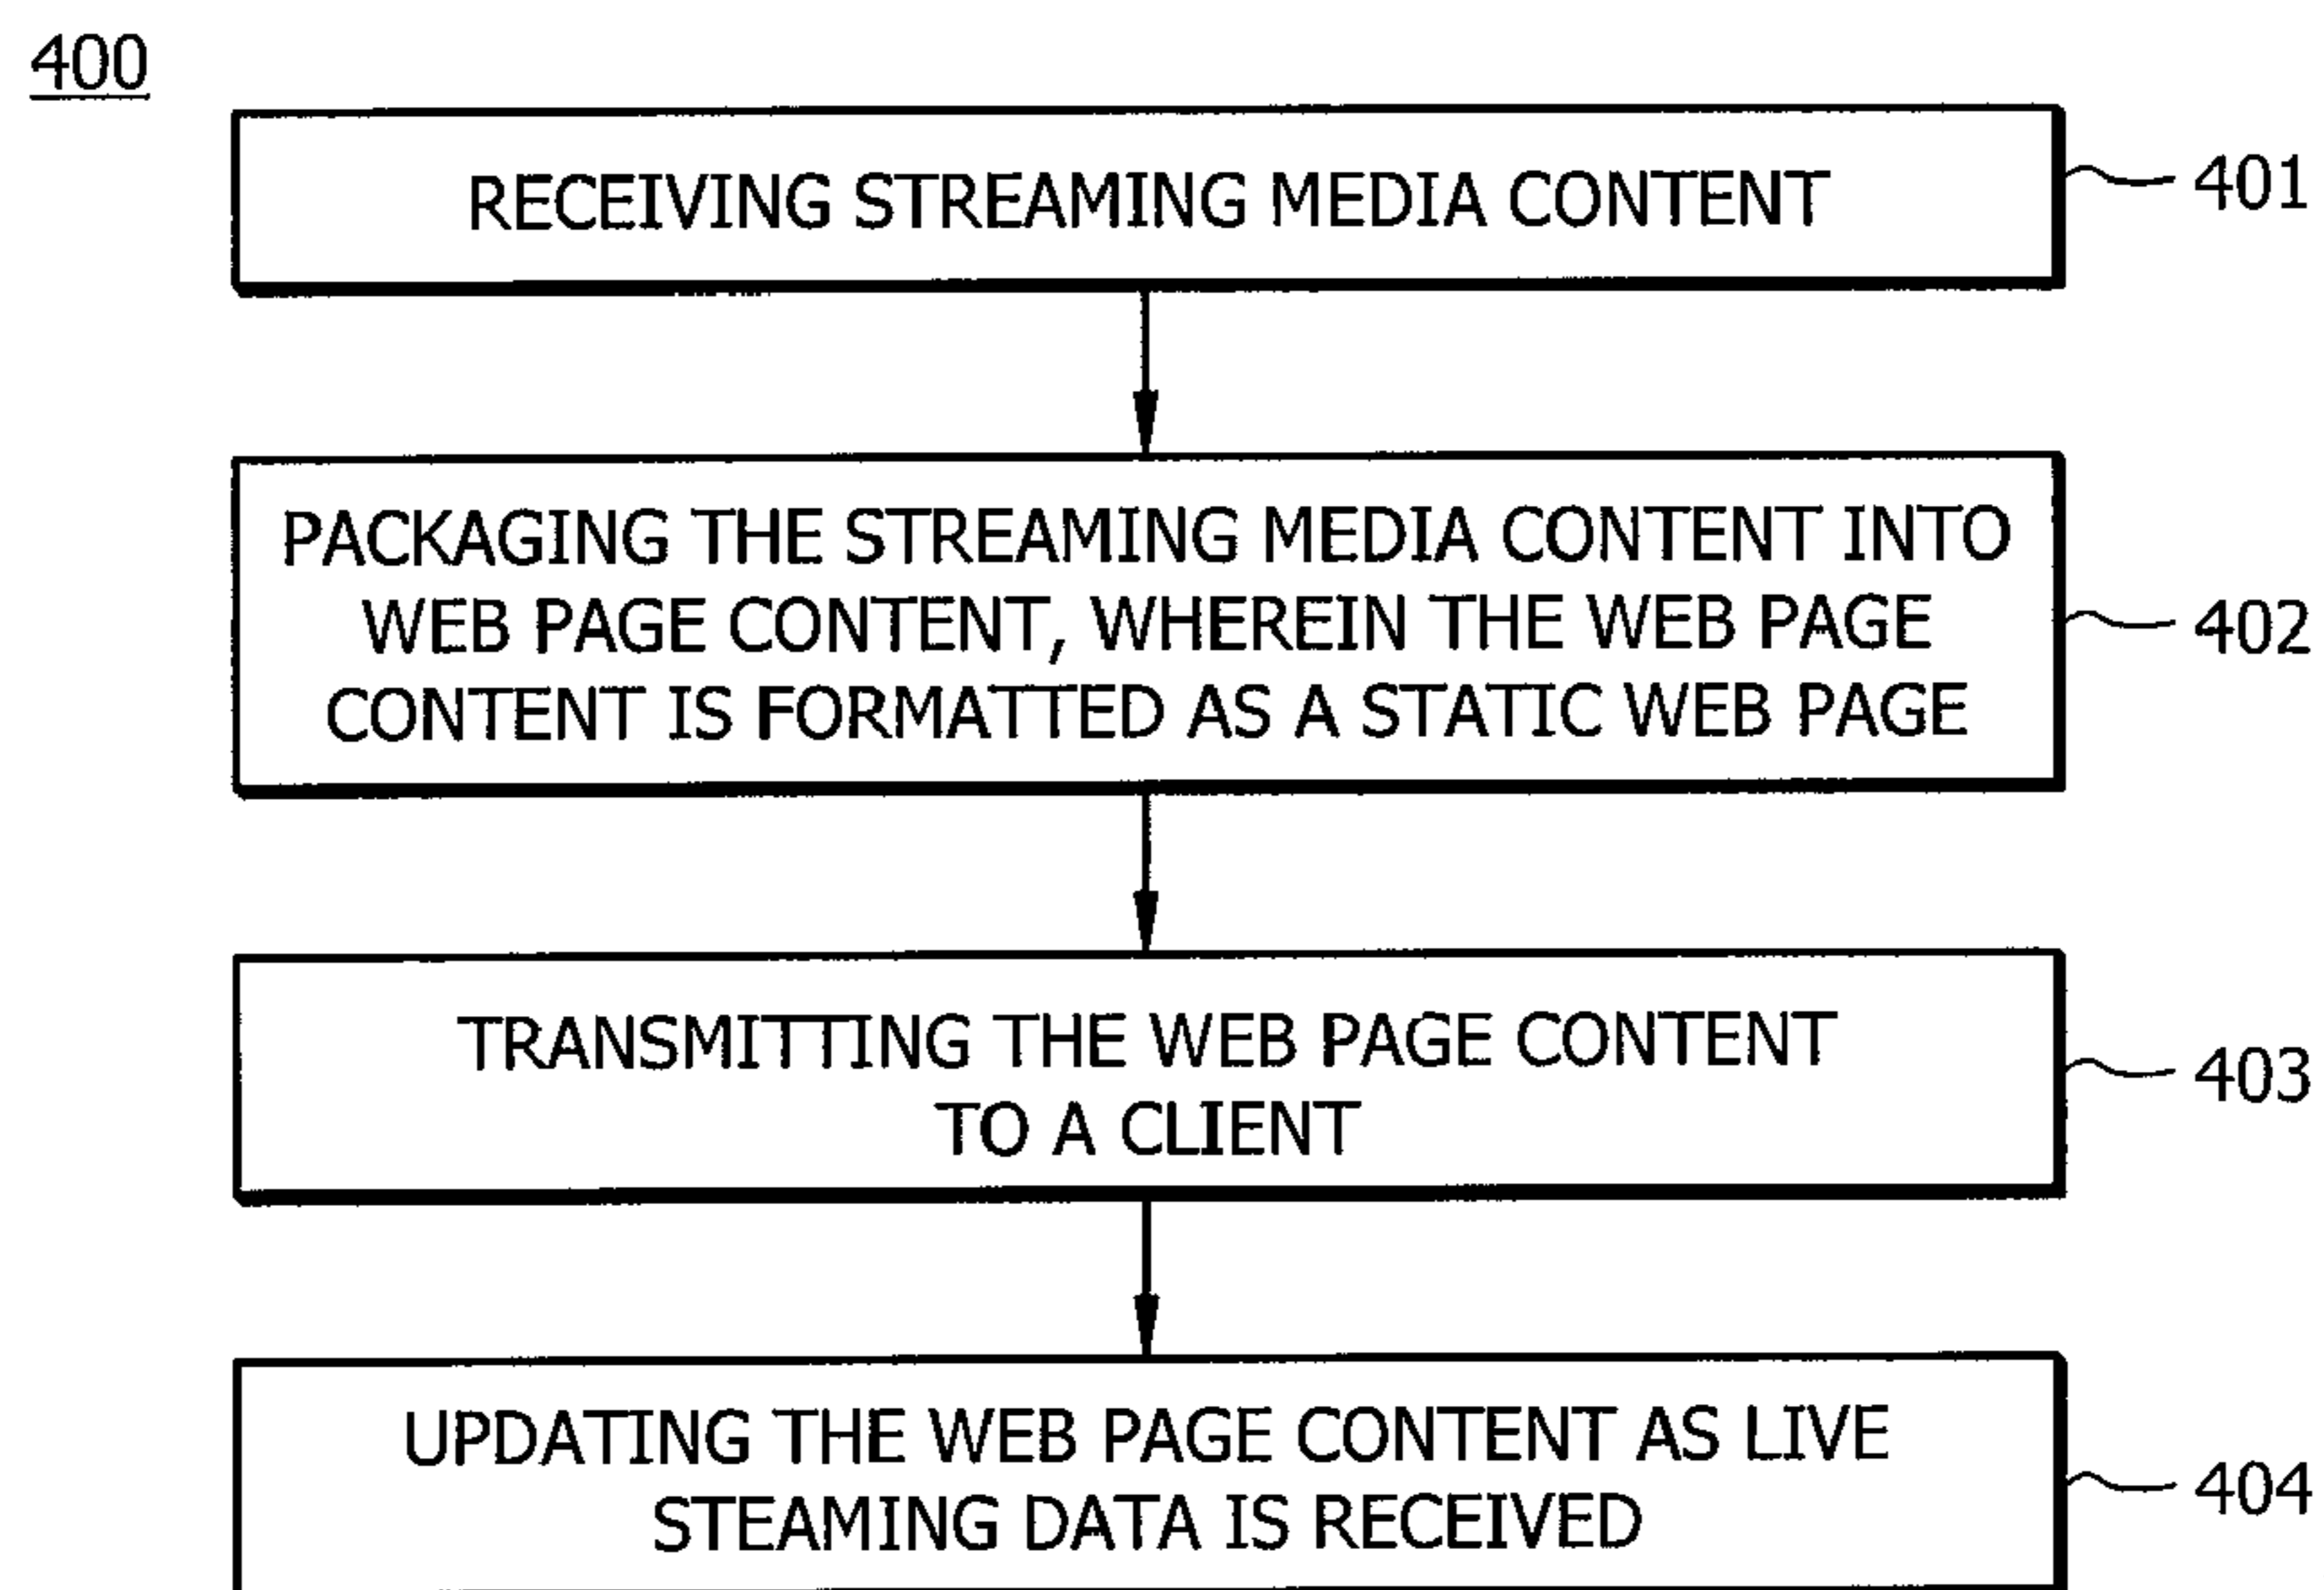 400
RECEIVING STREAMING MEDIA CONTENT
401
PACKAGING THE STREAMING MEDIA CONTENT INTO
WEB PAGE CONTENT, WHEREIN THE WEB PAGE
CONTENT IS FORMATTED AS A STATIC WEB PAGE
402
TRANSMITTING THE WEB PAGE CONTENT
TO A CLIENT
403
UPDATING THE WEB PAGE CONTENT AS LIVE
STEAMING DATA IS RECEIVED
404